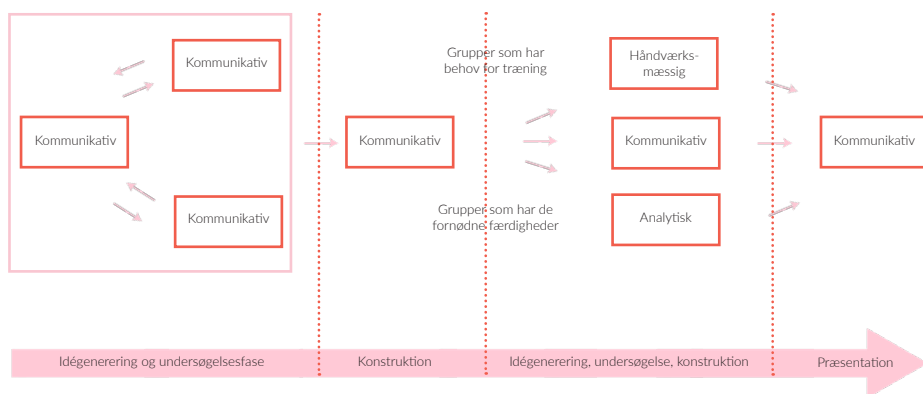 Kommunikativ
Kommunikativ
Kommunikativ
Kommunikativ
Grupper som har
behov for træning
Grupper som har de
fornødne færdigheder
Håndværks-
mæssig
Kommunikativ
Analytisk
Kommunikativ
Idégenerering og undersøgelsesfase
Konstruktion
Idégenerering, undersøgelse, konstruktion
Præsentation